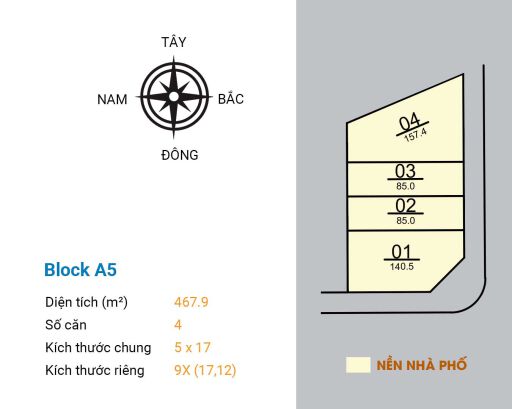 TÂY
NAM
BẮC
ĐÔNG
04
157.4
03
85.0
02
85.0
01
140.5
Block A5
Diện tích (m²) 467.9
Số căn 4
Kích thước chung 5 x 17
Kích thước riêng 9X (17,12)
NỀN NHÀ PHỐ